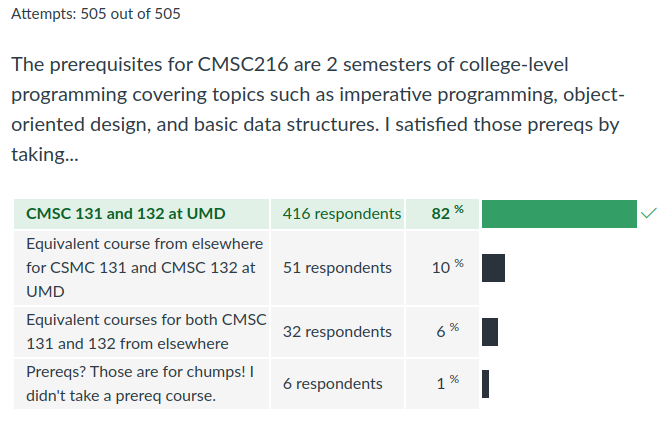 Attempts: 505 out of 505
The prerequisites for CMSC216 are 2 semesters of college-level
programming covering topics such as imperative programming, object-
oriented design, and basic data structures. I satisfied those prereqs by
taking...
CMSC 131 and 132 at UMD 416 respondents 82 %
Equivalent course from elsewhere
for CSMC 131 and CMSC 132 at
UMD
51 respondents 10 %
Equivalent courses for both CMSC
131 and 132 from elsewhere
32 respondents 6 %
Prereqs? Those are for chumps! I
didn't take a prereq course.
6 respondents 1 %